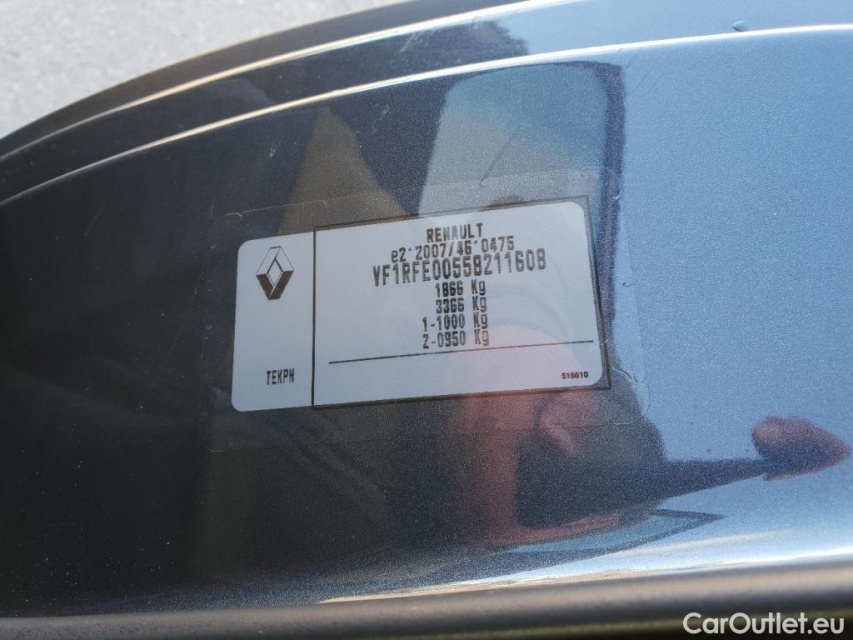 RENAULT
e2*2007/46*0475
VF1RFE00558211608
1866 Kg
3366 Kg
1-1000 Kg
2-0950 Kg
TEKPN
518610
CarOutlet.eu